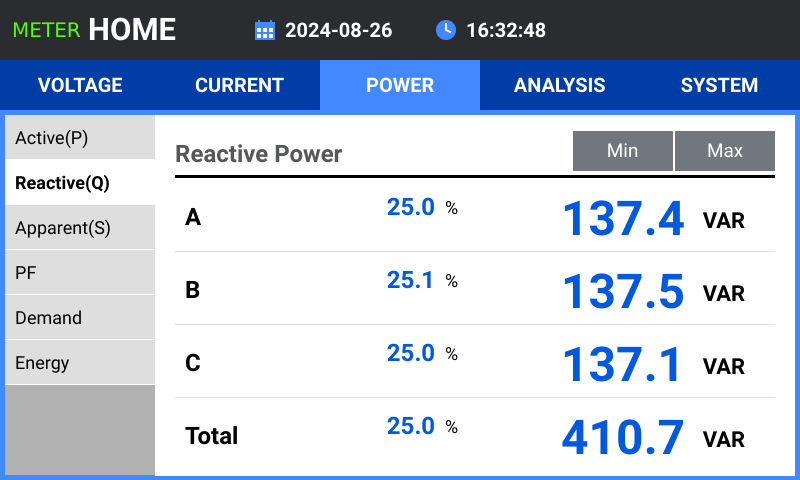 METER HOME 2024-08-26 16:32:48
VOLTAGE CURRENT POWER ANALYSIS SYSTEM
Active(P)
Reactive(Q)
Apparent(S)
PF
Demand
Energy
Reactive Power Min Max
A 25.0 % 137.4 VAR
B 25.1 % 137.5 VAR
C 25.0 % 137.1 VAR
Total 25.0 % 410.7 VAR